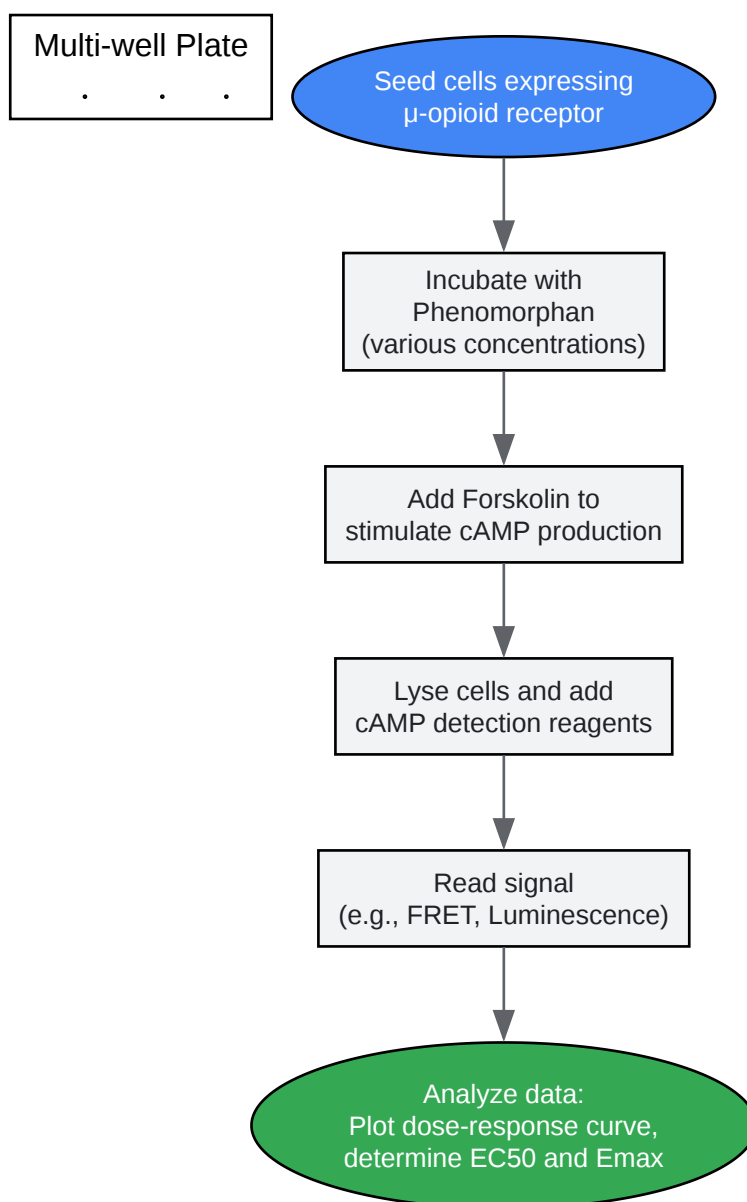 Multi-well Plate
. . .
Seed cells expressing
μ-opioid receptor
Incubate with
Phenomorphan
(various concentrations)
Add Forskolin to
stimulate cAMP production
Lyse cells and add
cAMP detection reagents
Read signal
(e.g., FRET, Luminescence)
Analyze data:
Plot dose-response curve,
determine EC50 and Emax